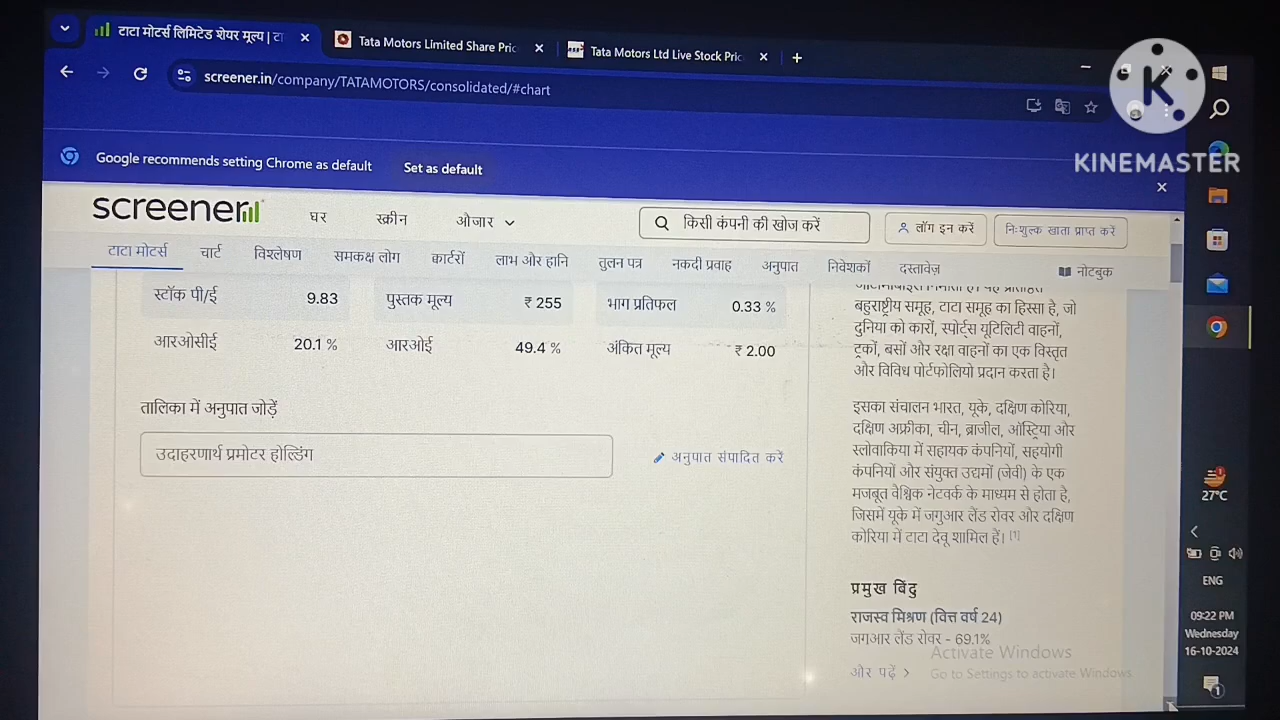 टाटा मोटर्स लिमिटेड शेयर मूल्य | टा
Tata Motors Limited Share Pric
Tata Motors Ltd Live Stock Pric
screener.in/company/TATAMOTORS/consolidated/#chart
KINEMASTER
Google recommends setting Chrome as default Set as default
screener
घर स्क्रीन औजार
किसी कंपनी की खोज करें
लॉग इन करें
निःशुल्क खाता प्राप्त करें
टाटा मोटर्स चार्ट विश्लेषण समकक्ष लोग कार्टरों लाभ और हानि तुलन पत्र नकदी प्रवाह अनुपात निवेशकों दस्तावेज़ नोटबुक
स्टॉक पी/ई 9.83 पुस्तक मूल्य ₹ 255 भाग प्रतिफल 0.33 %
आरओसीई 20.1 % आरओई 49.4 % अंकित मूल्य ₹ 2.00
तालिका में अनुपात जोड़ें
उदाहरणार्थ प्रमोटर होल्डिंग
अनुपात संपादित करें
बहुराष्ट्रीय समूह, टाटा समूह का हिस्सा है, जो
दुनिया को कारों, स्पोर्ट्स यूटिलिटी वाहनों,
ट्रकों, बसों और रक्षा वाहनों का एक विस्तृत
और विविध पोर्टफोलियो प्रदान करता है।
इसका संचालन भारत, यूके, दक्षिण कोरिया,
दक्षिण अफ्रीका, चीन, ब्राजील, ऑस्ट्रिया और
स्लोवाकिया में सहायक कंपनियों, सहयोगी
कंपनियों और संयुक्त उद्यमों (जेवी) के एक
मजबूत वैश्विक नेटवर्क के माध्यम से होता है,
जिसमें यूके में जगुआर लैंड रोवर और दक्षिण
कोरिया में टाटा देवू शामिल हैं। [1]
प्रमुख बिंदु
राजस्व मिश्रण (वित्त वर्ष 24)
जगुआर लैंड रोवर - 69.1%
और पढ़ें
Activate Windows
Go to Settings to activate Windows.
27°C
ENG
09:22 PM
Wednesday
16-10-2024